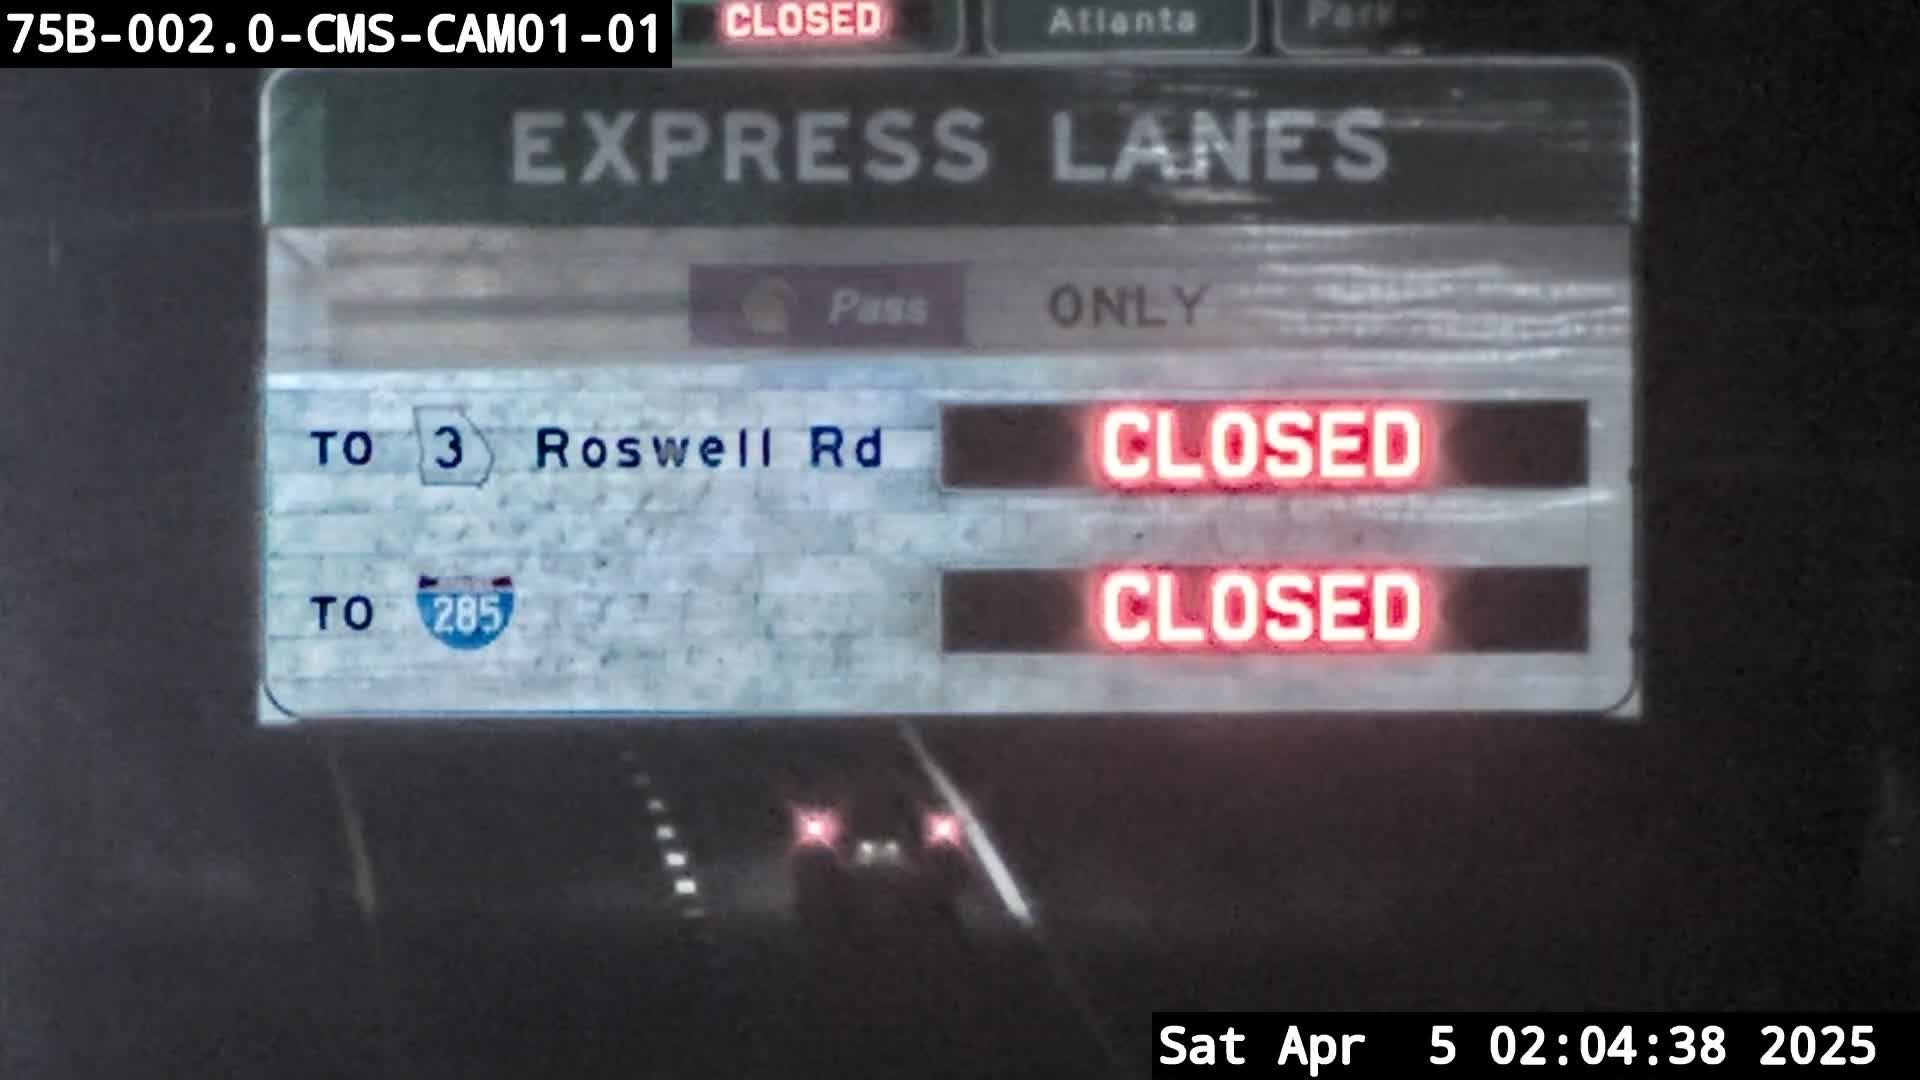 75B-002.0-CMS-CAM01-01
CLOSED
Atlanta
Park
EXPRESS LANES
Pass ONLY
TO 3 Roswell Rd CLOSED
TO 285 CLOSED
Sat Apr 5 02:04:38 2025